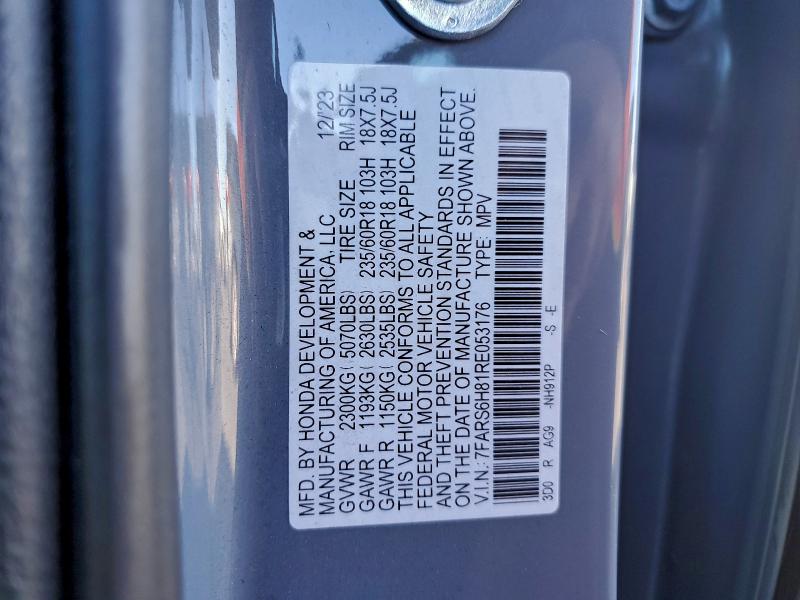 MFD. BY HONDA DEVELOPMENT &
MANUFACTURING OF AMERICA, LLC 12/'23
GVWR 2300KG ( 5070LBS) TIRE SIZE RIM SIZE
GAWR F 1193KG ( 2630LBS) 235/60R18 103H 18X7.5J
GAWR R 1150KG ( 2535LBS) 235/60R18 103H 18X7.5J
THIS VEHICLE CONFORMS TO ALL APPLICABLE
FEDERAL MOTOR VEHICLE SAFETY
AND THEFT PREVENTION STANDARDS IN EFFECT
ON THE DATE OF MANUFACTURE SHOWN ABOVE.
V.I.N.: 7FARS6H81RE053176 TYPE: MPV
3D0 R AG9 -NH912P -S -E